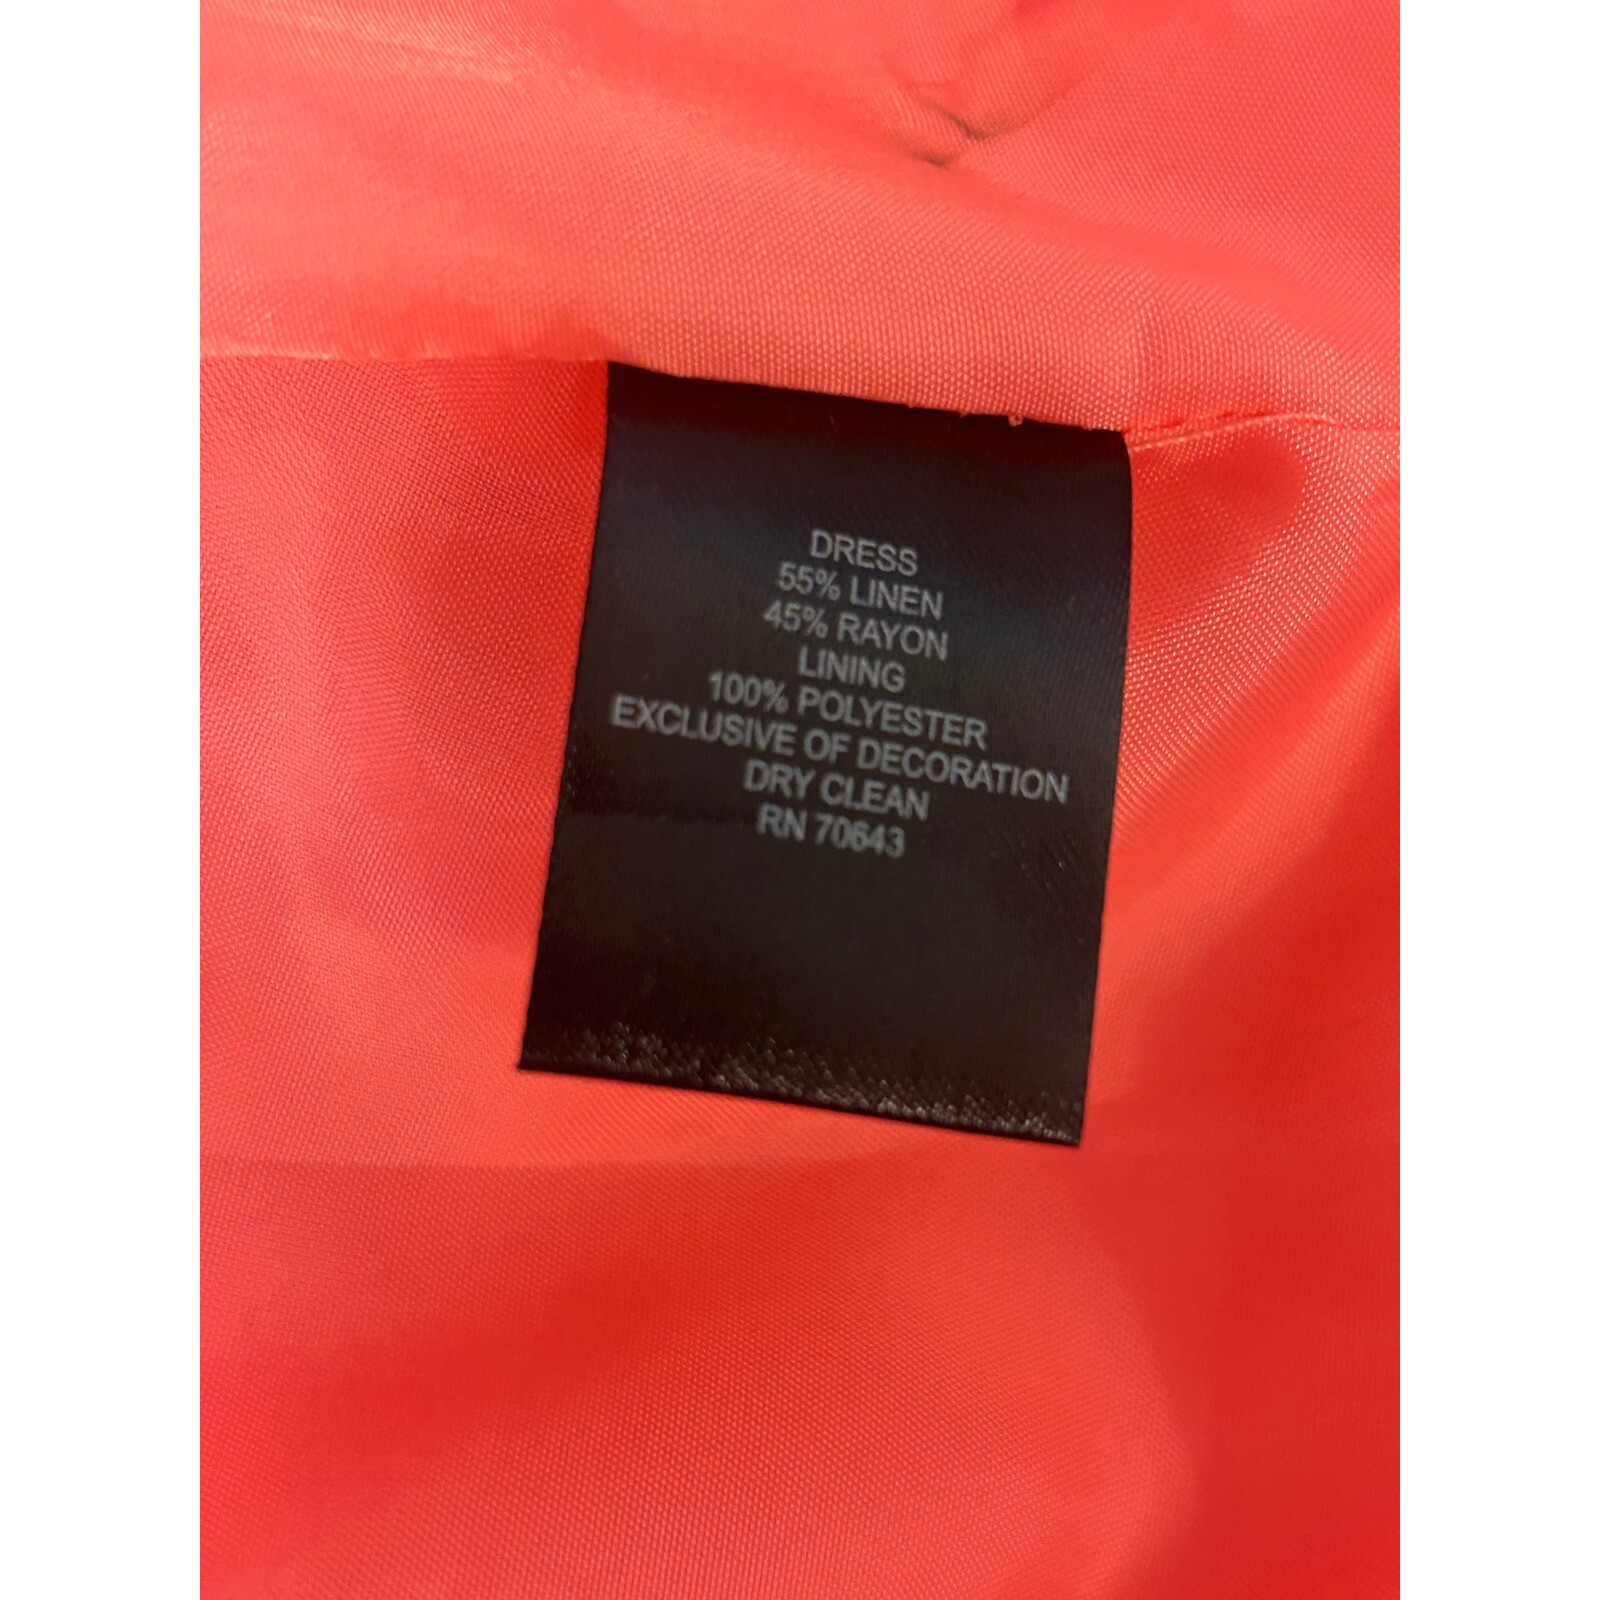 DRESS
55% LINEN
45% RAYON
LINING
100% POLYESTER
EXCLUSIVE OF DECORATION
DRY CLEAN
RN 70643